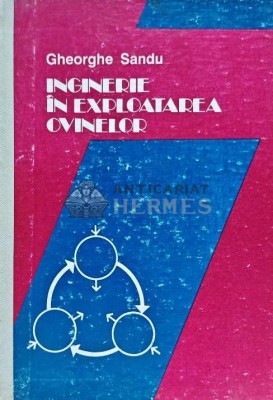 Gheorghe Sandu
INGINERIE
ÎN EXPLOATAREA
OVINELOR
ANTICARIAT
HERMES